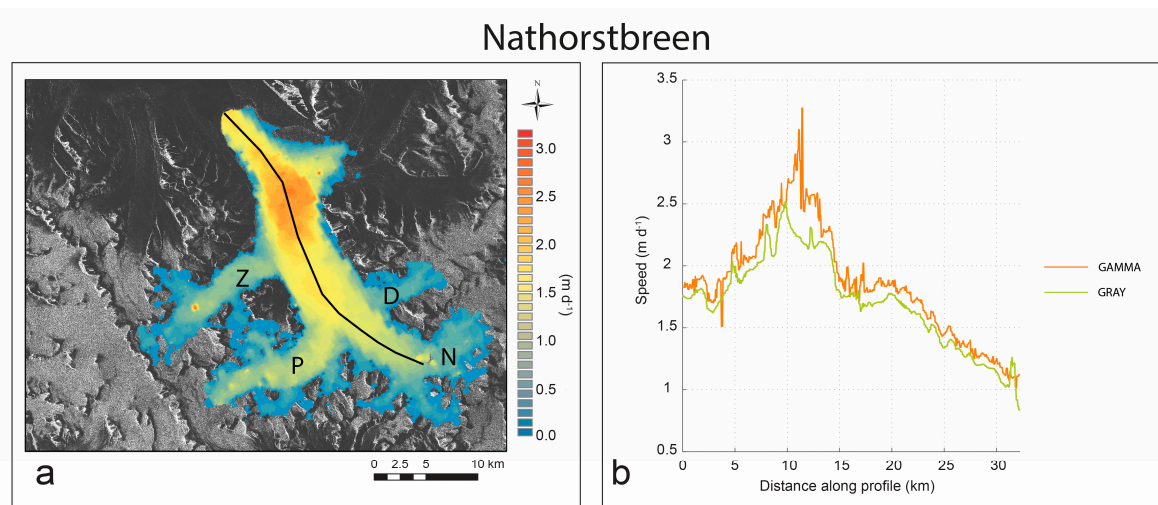 Nathorstbreen
N
3.0
2.5
2.0
1.5
1.0
0.5
0.0
(m d-1)
Z
D
P
N
0 2.5 5 10 km
a
3.5
3
2.5
2
1.5
1
0.5
Speed (m d-1)
0 5 10 15 20 25 30
Distance along profile (km)
GAMMA
GRAY
b